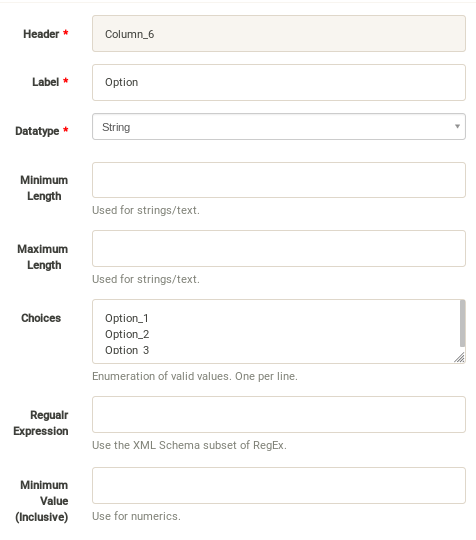 Header * Column_6
Label * Option
Datatype * String
Minimum
Length
Used for strings/text.
Maximum
Length
Used for strings/text.
Choices Option_1
Option_2
Option_3
Enumeration of valid values. One per line.
Regualr
Expression
Use the XML Schema subset of RegEx.
Minimum
Value
(Inclusive)
Use for numerics.